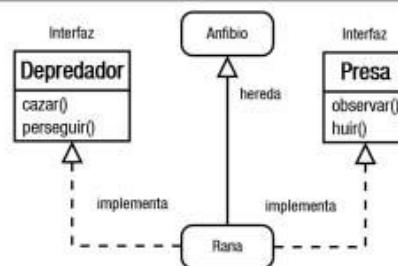 Interfaz
Anfibio
Interfaz
Depredador
cazar()
perseguir()
hereda
Presa
observar()
huir()
implementa
implementa
Rana